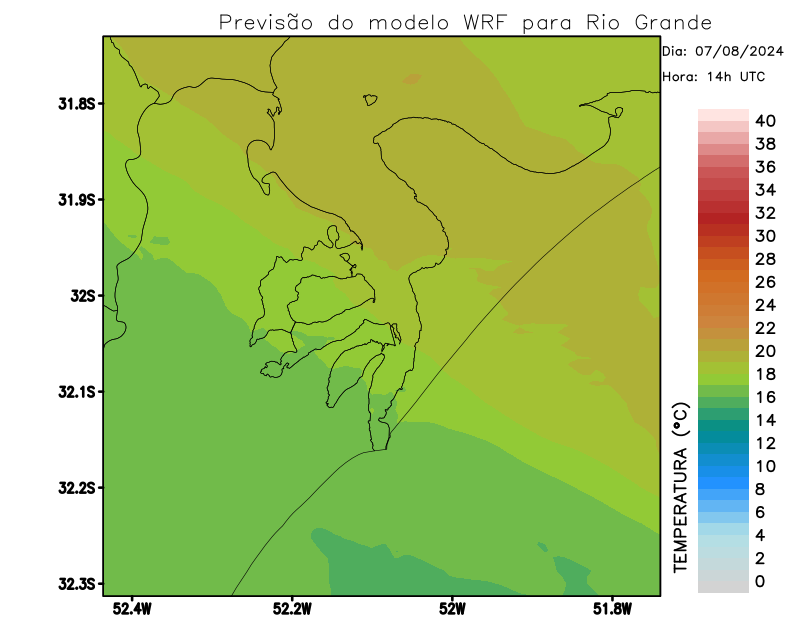 Previsão do modelo WRF para Rio Grande
Dia: 07/08/2024
Hora: 14h UTC
31.8S
31.9S
32S
32.1S
32.2S
32.3S
52.4W
52.2W
52W
51.8W
TEMPERATURA (°C)
40
38
36
34
32
30
28
26
24
22
20
18
16
14
12
10
8
6
4
2
0